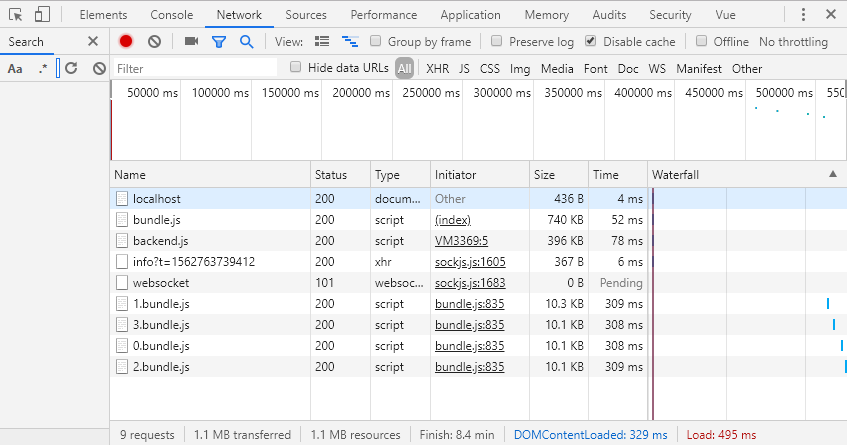 Elements Console Network Sources Performance Application Memory Audits Security Vue
Search View: Group by frame Preserve log Disable cache Offline No throttling
Aa .* Filter Hide data URLs All XHR JS CSS Img Media Font Doc WS Manifest Other
50000 ms 100000 ms 150000 ms 200000 ms 250000 ms 300000 ms 350000 ms 400000 ms 450000 ms 500000 ms 550
Name Status Type Initiator Size Time Waterfall
localhost 200 docum... Other 436 B 4 ms
bundle.js 200 script (index) 740 KB 52 ms
backend.js 200 script VM3369:5 396 KB 78 ms
info?t=1562763739412 200 xhr sockjs.js:1605 367 B 6 ms
websocket 101 websoc... sockjs.js:1683 0 B Pending
1.bundle.js 200 script bundle.js:835 10.3 KB 309 ms
3.bundle.js 200 script bundle.js:835 10.1 KB 308 ms
0.bundle.js 200 script bundle.js:835 10.1 KB 308 ms
2.bundle.js 200 script bundle.js:835 10.1 KB 309 ms
9 requests 1.1 MB transferred 1.1 MB resources Finish: 8.4 min DOMContentLoaded: 329 ms Load: 495 ms